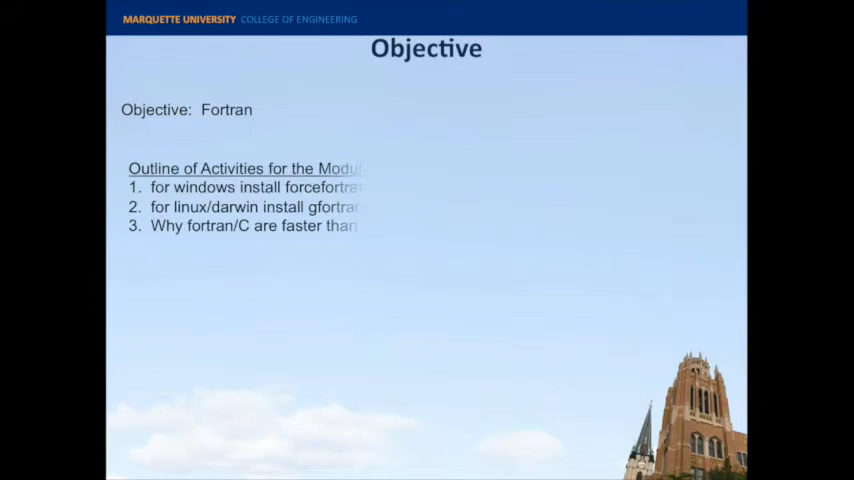 MARQUETTE UNIVERSITY COLLEGE OF ENGINEERING
Objective
Objective: Fortran
Outline of Activities for the
1. for windows install
2. for linux/darwin install
3. Why fortran/C are faster than